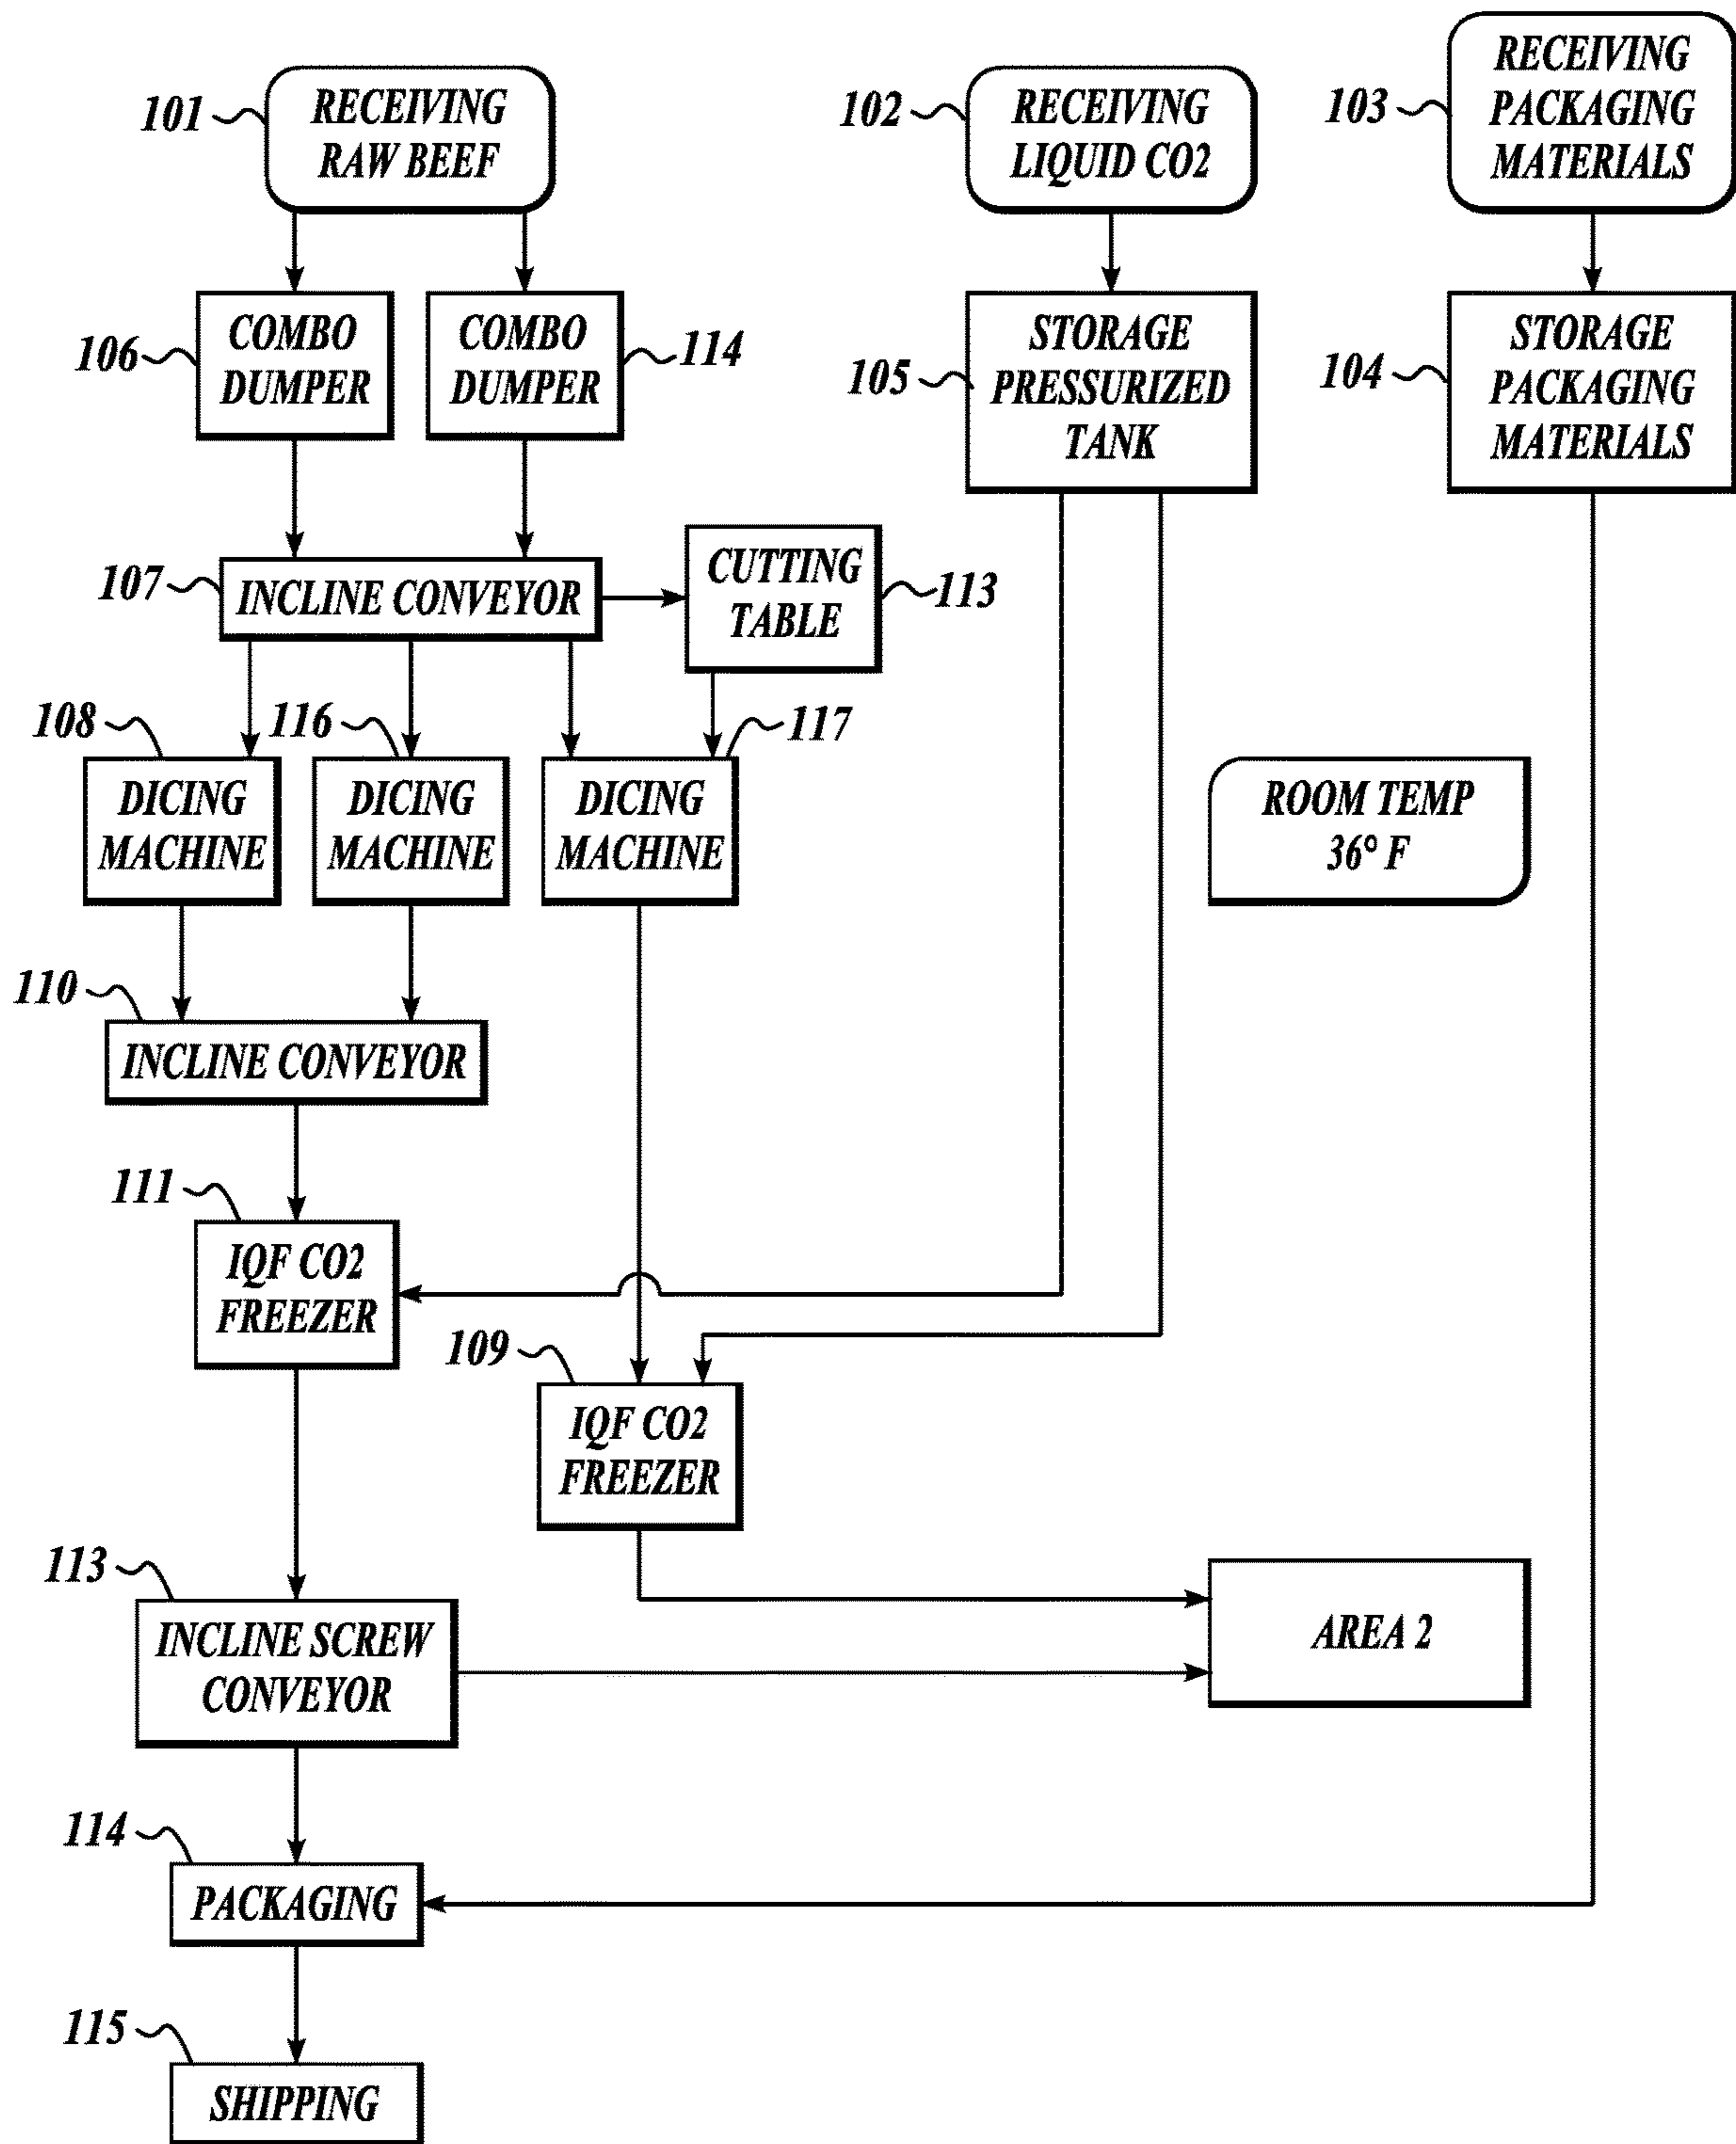 101
RECEIVING
RAW BEEF
102
RECEIVING
LIQUID CO2
103
RECEIVING
PACKAGING
MATERIALS
106
COMBO
DUMPER
COMBO
DUMPER
114
105
STORAGE
PRESSURIZED
TANK
104
STORAGE
PACKAGING
MATERIALS
107
INCLINE CONVEYOR
CUTTING
TABLE
113
108
DICING
MACHINE
116
DICING
MACHINE
117
DICING
MACHINE
ROOM TEMP
36° F
110
INCLINE CONVEYOR
111
IQF CO2
FREEZER
109
IQF CO2
FREEZER
113
INCLINE SCREW
CONVEYOR
AREA 2
114
PACKAGING
115
SHIPPING